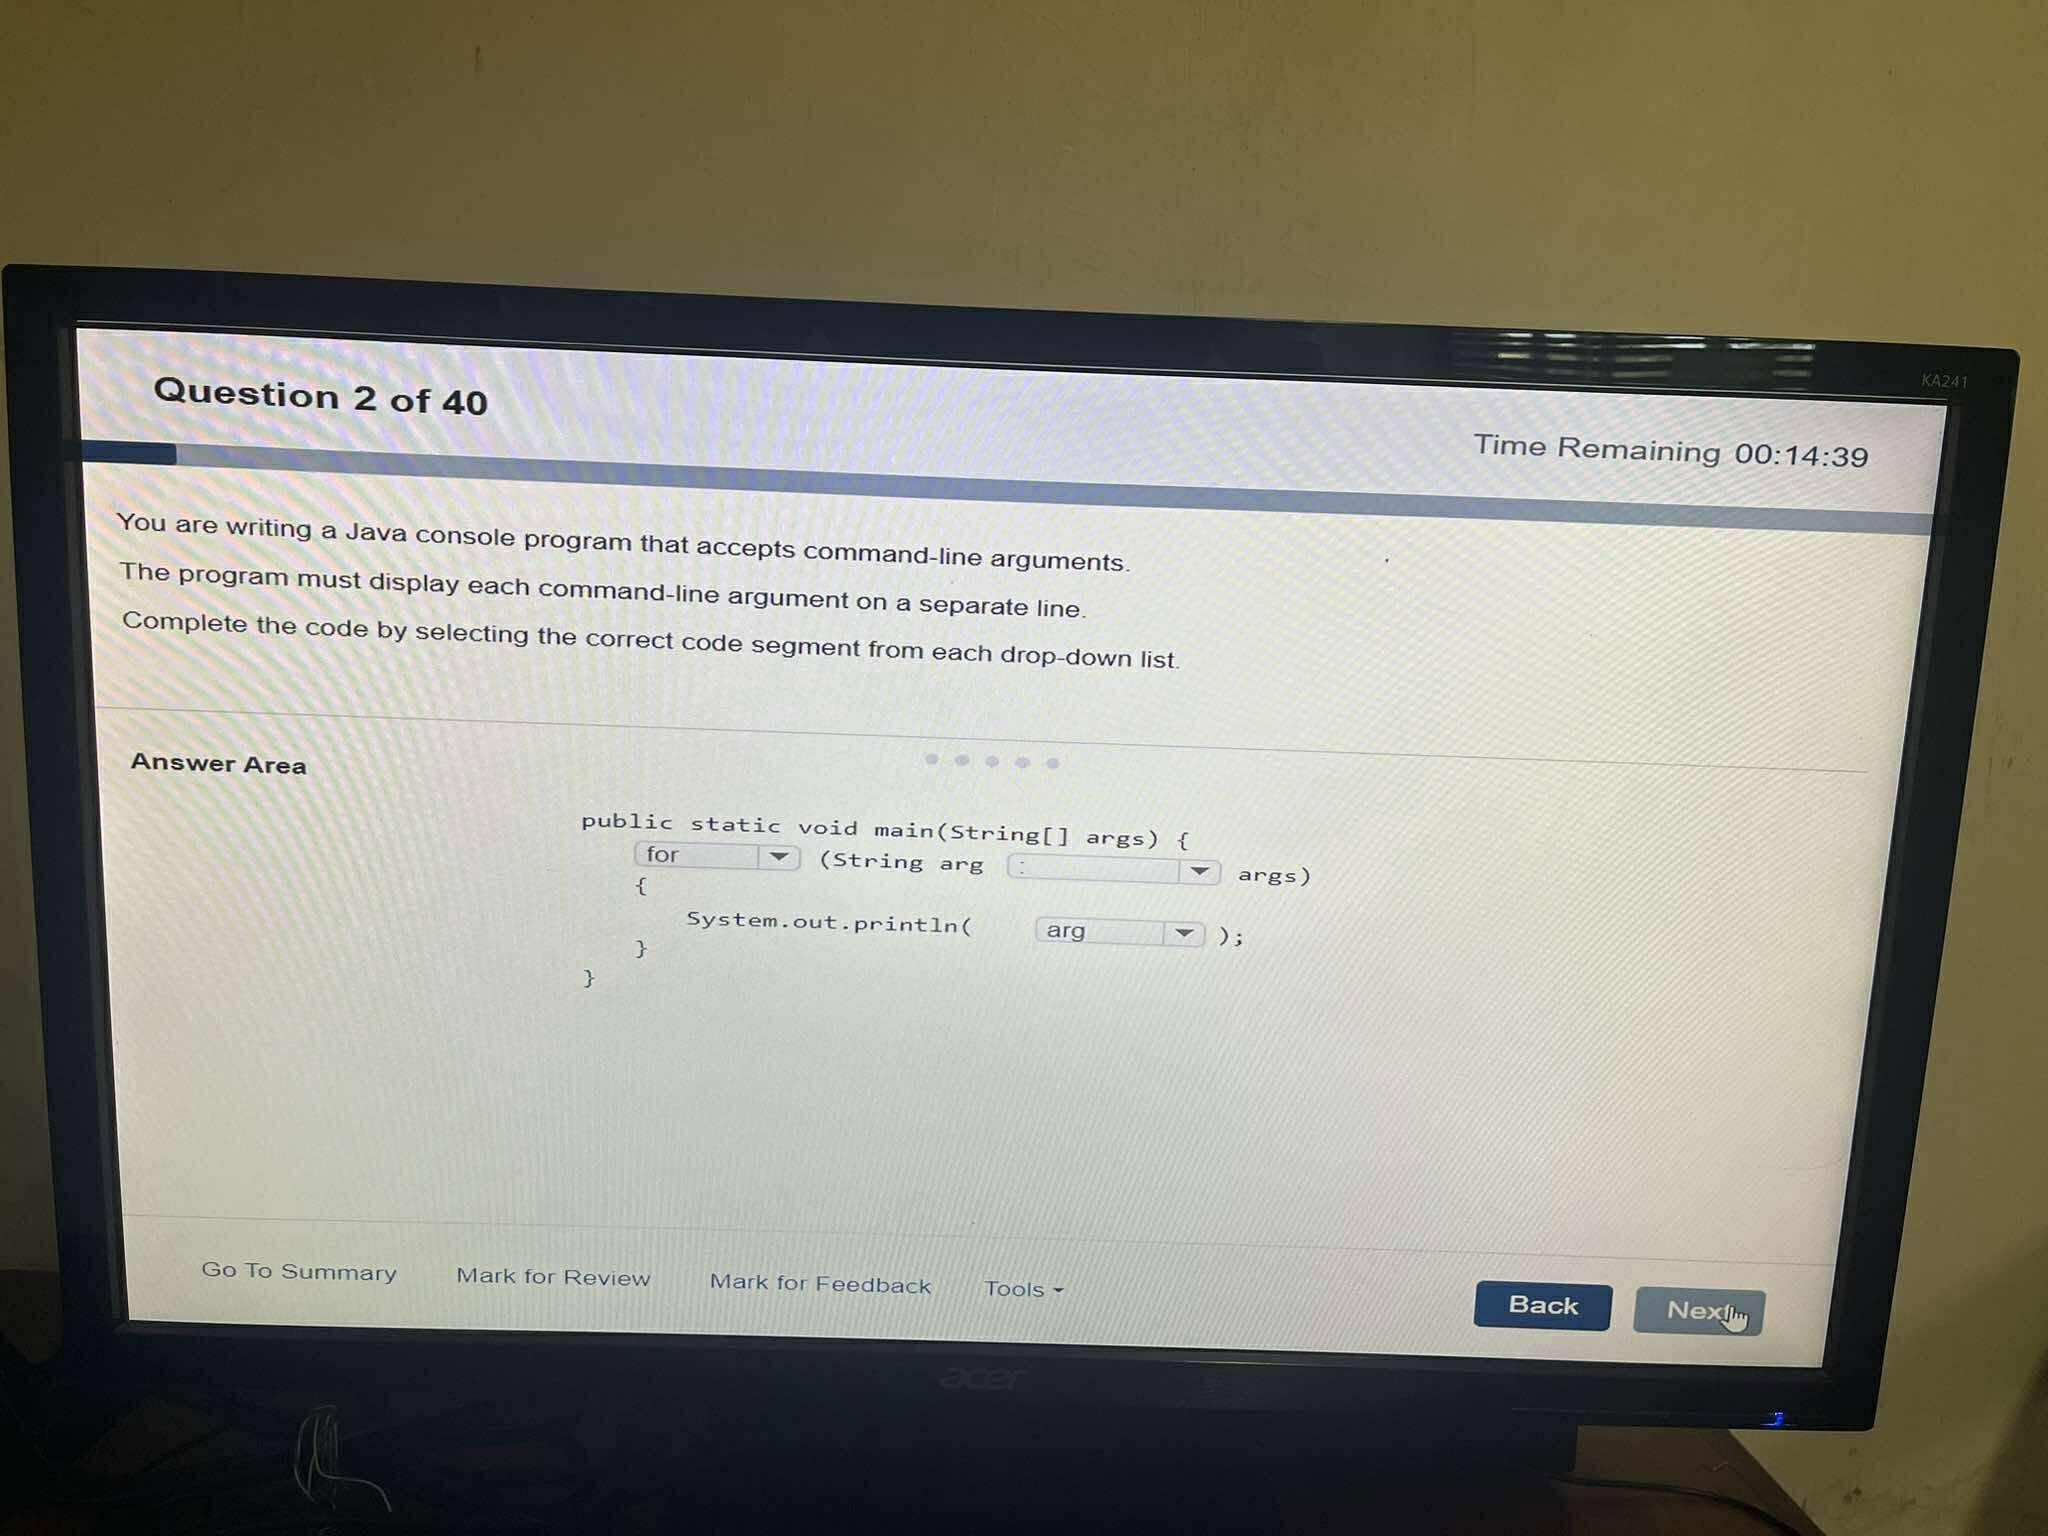 KA241
Question 2 of 40
Time Remaining 00:14:39
You are writing a Java console program that accepts command-line arguments.
The program must display each command-line argument on a separate line.
Complete the code by selecting the correct code segment from each drop-down list.
Answer Area
public static void main(String[] args) {
for (String arg : args)
{
System.out.println( arg );
}
}
Go To Summary Mark for Review Mark for Feedback Tools Back Next
acer